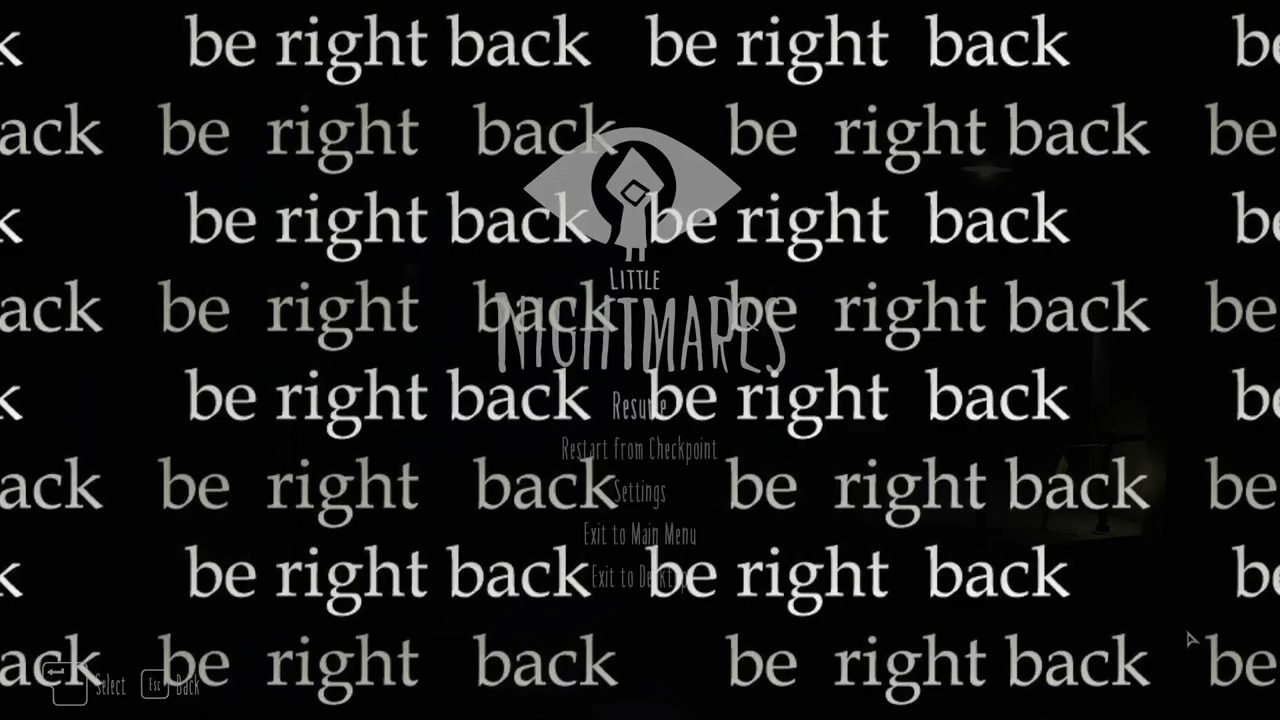 k be right back be right back be
ack be right back be right back be
k be right back be right back be
LITTLE
ack be right back be right back be
NIGHTMARES
k be right back be right back be
Resume
Restart from Checkpoint
ack be right back be right back be
Settings
Exit to Main Menu
k be right back be right back be
Exit to Desktop
ack be right back be right back be
Select Esc Back